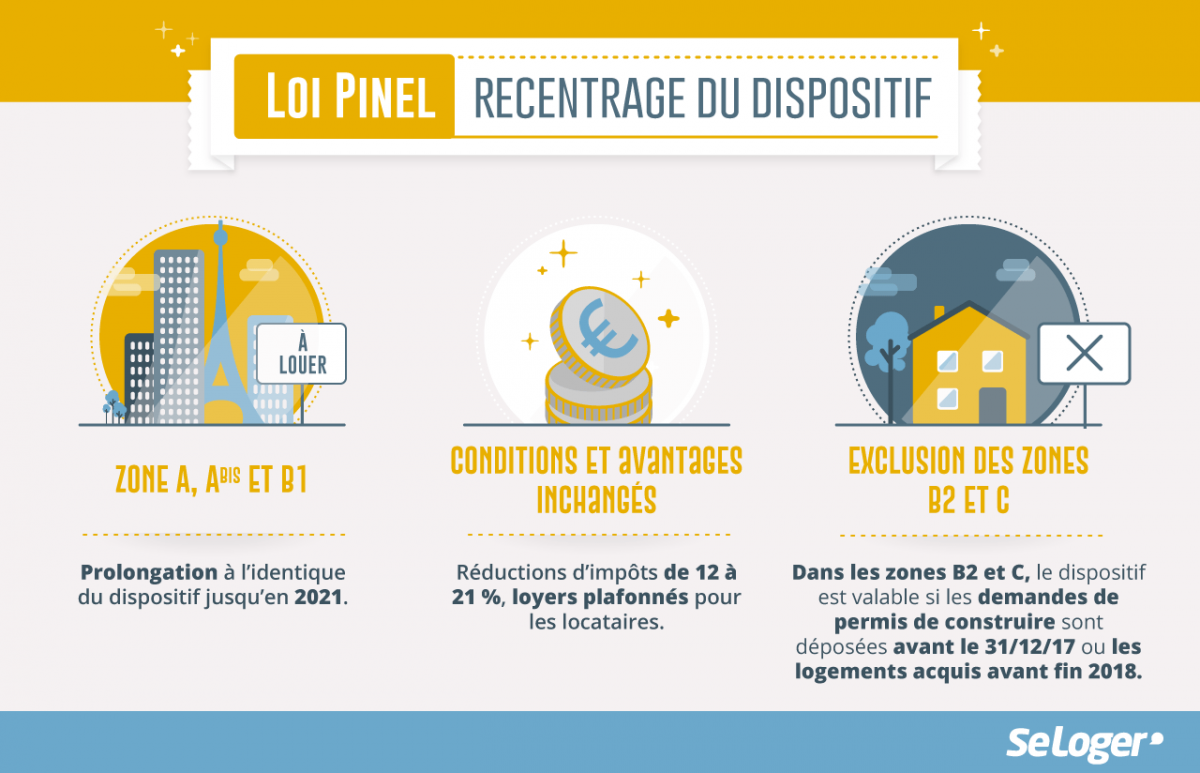 LOI PINEL RECENTRAGE DU DISPOSITIF
À
LOUER
ZONE A, ABIS ET B1
Prolongation à l'identique
du dispositif jusqu'en 2021.
€
CONDITIONS ET AVANTAGES
INCHANGÉS
Réductions d'impôts de 12 à
21 %, loyers plafonnés pour
les locataires.
EXCLUSION DES ZONES
B2 ET C
Dans les zones B2 et C, le dispositif
est valable si les demandes de
permis de construire sont
déposées avant le 31/12/17 ou les
logements acquis avant fin 2018.
SeLoger